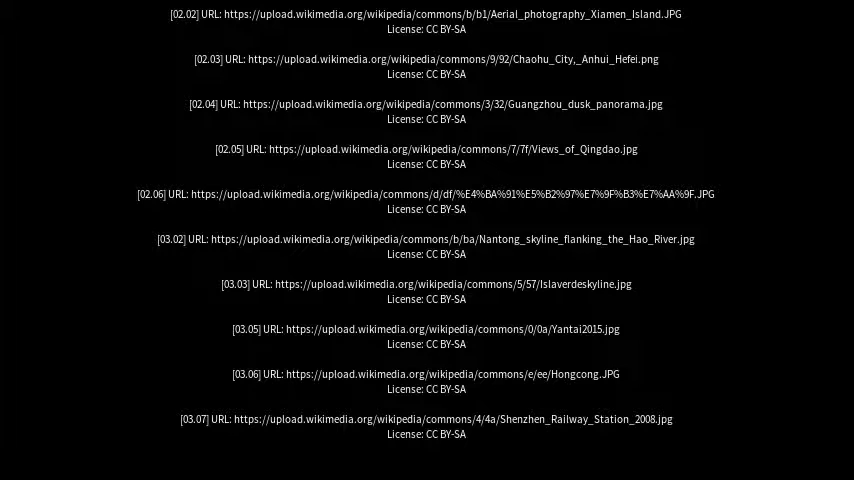 [02.02] URL: https://upload.wikimedia.org/wikipedia/commons/b/b1/Aerial_photography_Xiamen_Island.JPG
License: CC BY-SA
[02.03] URL: https://upload.wikimedia.org/wikipedia/commons/9/92/Chaohu_City,_Anhui_Hefei.png
License: CC BY-SA
[02.04] URL: https://upload.wikimedia.org/wikipedia/commons/3/32/Guangzhou_dusk_panorama.jpg
License: CC BY-SA
[02.05] URL: https://upload.wikimedia.org/wikipedia/commons/7/7f/Views_of_Qingdao.jpg
License: CC BY-SA
[02.06] URL: https://upload.wikimedia.org/wikipedia/commons/d/df/%E4%BA%91%E5%B2%97%E7%9F%B3%E7%AA%9F.JPG
License: CC BY-SA
[03.02] URL: https://upload.wikimedia.org/wikipedia/commons/b/ba/Nantong_skyline_flanking_the_Hao_River.jpg
License: CC BY-SA
[03.03] URL: https://upload.wikimedia.org/wikipedia/commons/5/57/Islaverdeskyline.jpg
License: CC BY-SA
[03.05] URL: https://upload.wikimedia.org/wikipedia/commons/0/0a/Yantai2015.jpg
License: CC BY-SA
[03.06] URL: https://upload.wikimedia.org/wikipedia/commons/e/ee/Hongcong.JPG
License: CC BY-SA
[03.07] URL: https://upload.wikimedia.org/wikipedia/commons/4/4a/Shenzhen_Railway_Station_2008.jpg
License: CC BY-SA